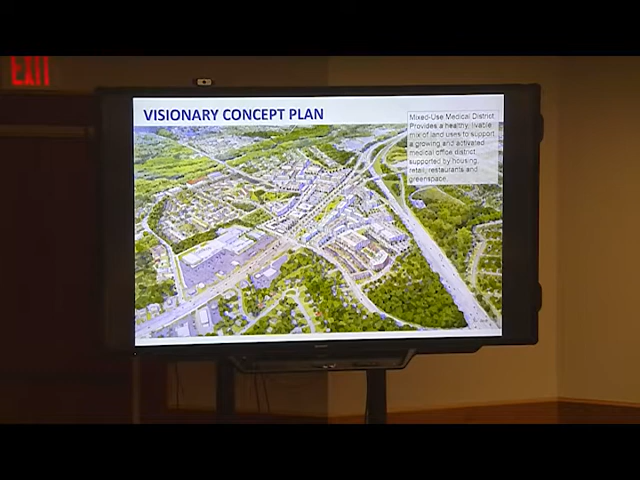 EXIT
VISIONARY CONCEPT PLAN
Mixed-Use Medical District
Provides a healthy, livable
mix of land uses to support
a growing and activated
medical office district
supported by housing,
retail, restaurants and
greenspace.